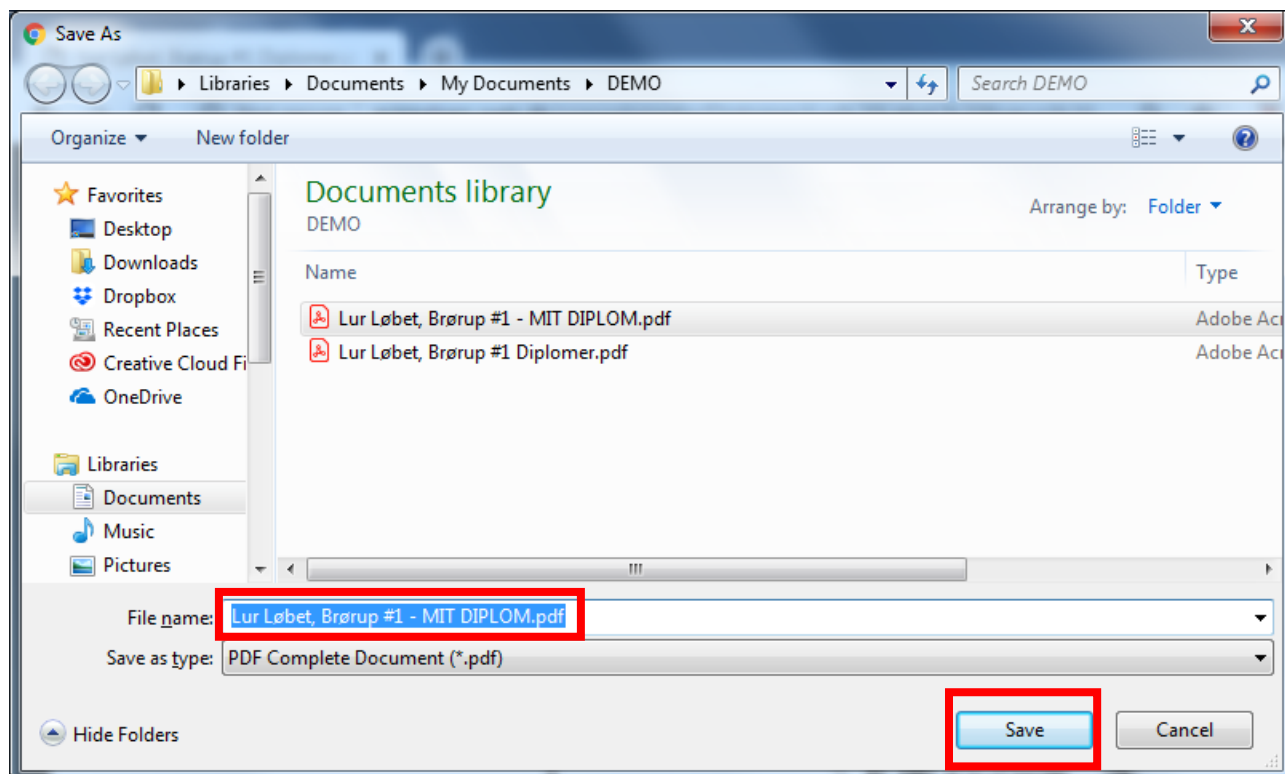 Save As
Libraries Documents My Documents DEMO
Search DEMO
Organize New folder
Favorites
Desktop
Downloads
Dropbox
Recent Places
Creative Cloud Fi
OneDrive
Libraries
Documents
Music
Pictures
Documents library
DEMO
Arrange by: Folder
Name Type
Lur Løbet, Brørup #1 - MIT DIPLOM.pdf Adobe Acr
Lur Løbet, Brørup #1 Diplomer.pdf Adobe Acr
File name: Lur Løbet, Brørup #1 - MIT DIPLOM.pdf
Save as type: PDF Complete Document (*.pdf)
Hide Folders
Save Cancel